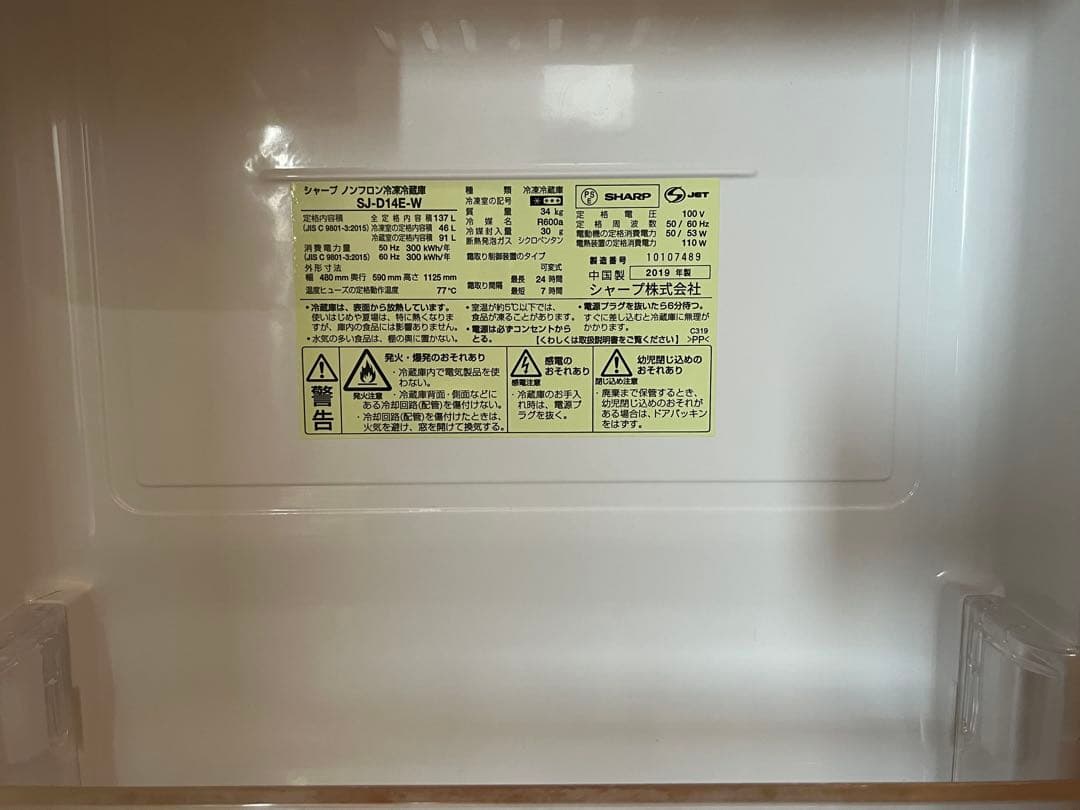 シャープ ノンフロン冷凍冷蔵庫
SJ-D14E-W
定格内容積 全定格内容積 137 L
(JIS C 9801-3:2015) 冷凍室の定格内容積 46 L
冷蔵室の定格内容積 91 L
消費電力量 50 Hz 300 kWh/年
(JIS C 9801-3:2015) 60 Hz 300 kWh/年
外形寸法
幅 480 mm 奥行 590 mm 高さ 1125 mm
温度ヒューズの定格動作温度 77℃
種類 冷凍冷蔵庫
冷凍室の記号
質量 34 kg
冷媒名 R600a
冷媒封入量 30 g
断熱発泡ガス シクロペンタン
霜取り制御装置のタイプ
可変式
霜取り間隔 最長 24 時間
最短 7 時間
PS E SHARP S JET
定格電圧 100 V
定格周波数 50 / 60 Hz
電動機の定格消費電力 50 / 53 W
電熱装置の定格消費電力 110 W
製造番号 10107489
中国製 2019 年製
シャープ株式会社
・冷蔵庫は、表面から放熱しています。
使いはじめや夏場は、特に熱くなりま
すが、庫内の食品には影響ありません。
・水気の多い食品は、棚の奥に置かない。
・室温が約5℃以下では、
食品が凍ることがあります。
・電源は必ずコンセントから
とる。
・電源プラグを抜いたら6分待つ。
すぐに差し込むと冷蔵庫に無理が
かかります。
C319
【くわしくは取扱説明書をご覧ください】 >PP<
警告
発火・爆発のおそれあり
発火注意
・冷蔵庫内で電気製品を使
わない。
・冷蔵庫背面・側面などに
ある冷却回路(配管)を傷付けない。
・冷却回路(配管)を傷付けたときは、
火気を避け、窓を開けて換気する。
感電の
おそれあり
感電注意
・冷蔵庫のお手入
れ時は、電源プ
ラグを抜く。
幼児閉じ込めの
おそれあり
閉じ込め注意
・廃棄まで保管するとき、
幼児閉じ込めのおそれが
ある場合は、ドアパッキン
をはずす。